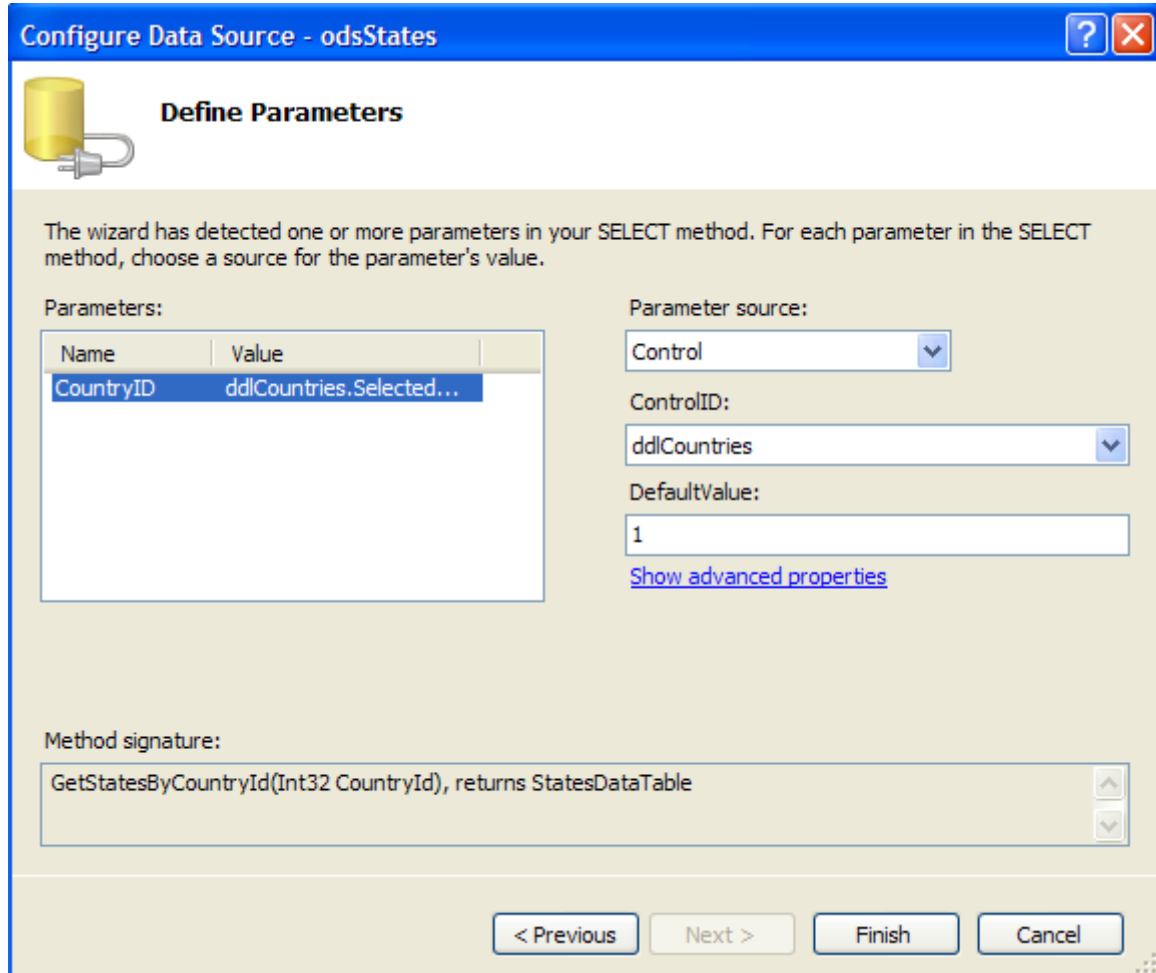 Configure Data Source - odsStates
Define Parameters
The wizard has detected one or more parameters in your SELECT method. For each parameter in the SELECT
method, choose a source for the parameter's value.
Parameters:
Name Value
CountryID ddlCountries.Selected...
Parameter source:
Control
ControlID:
ddlCountries
DefaultValue:
1
Show advanced properties
Method signature:
GetStatesByCountryId(Int32 CountryId), returns StatesDataTable
< Previous Next > Finish Cancel